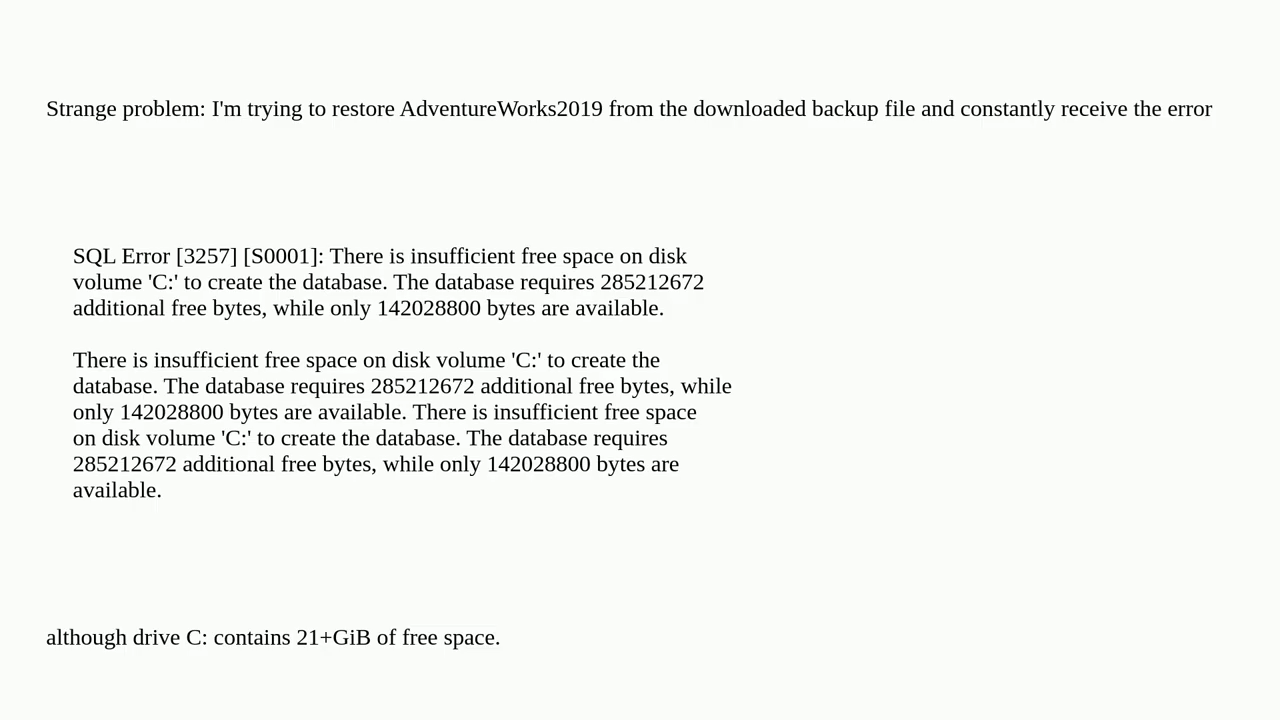 Strange problem: I'm trying to restore AdventureWorks2019 from the downloaded backup file and constantly receive the error
SQL Error [3257] [S0001]: There is insufficient free space on disk
volume 'C:' to create the database. The database requires 285212672
additional free bytes, while only 142028800 bytes are available.
There is insufficient free space on disk volume 'C:' to create the
database. The database requires 285212672 additional free bytes, while
only 142028800 bytes are available. There is insufficient free space
on disk volume 'C:' to create the database. The database requires
285212672 additional free bytes, while only 142028800 bytes are
available.
although drive C: contains 21+GiB of free space.